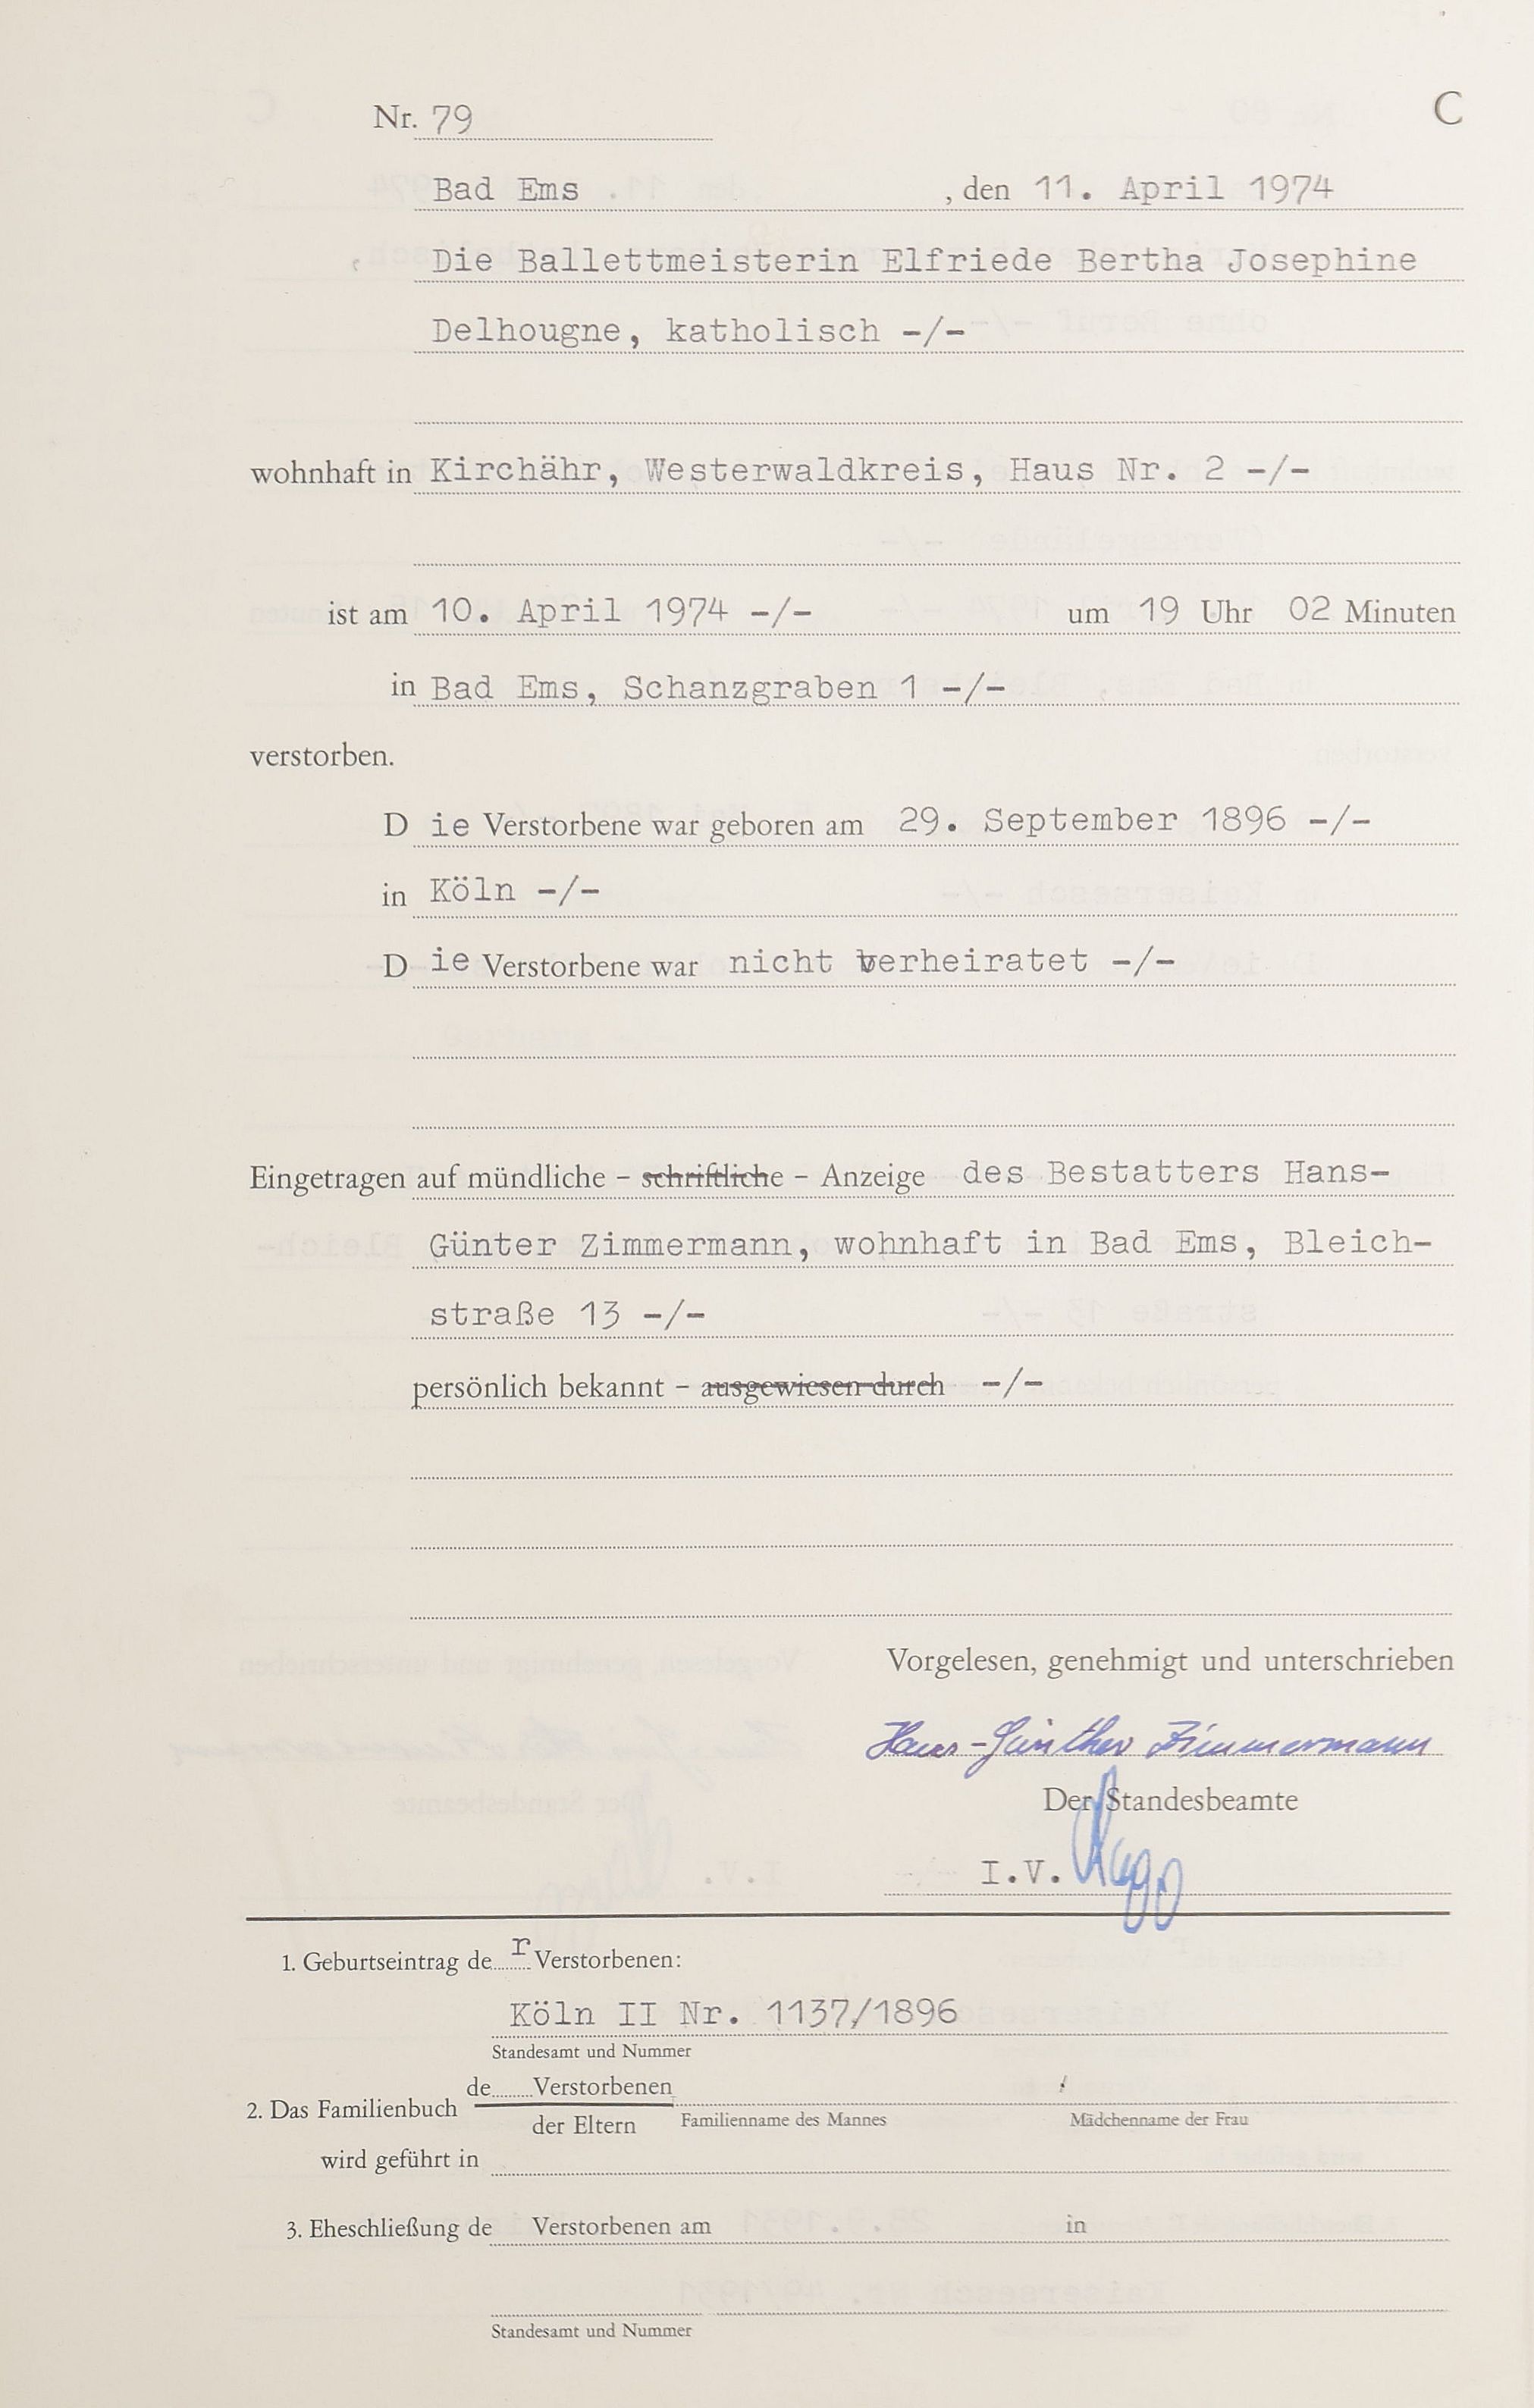 Nr. 79
C
Bad Ems , den 11. April 1974
Die Ballettmeisterin Elfriede Bertha Josephine
Delhougne, katholisch -/-
wohnhaft in Kirchähr, Westerwaldkreis, Haus Nr. 2 -/-
ist am 10. April 1974 -/- um 19 Uhr 02 Minuten
in Bad Ems, Schanzgraben 1 -/-
verstorben.
D ie Verstorbene war geboren am 29. September 1896 -/-
in Köln -/-
D ie Verstorbene war nicht verheiratet -/-
Eingetragen auf mündliche - schriftliche - Anzeige des Bestatters Hans-
Günter Zimmermann, wohnhaft in Bad Ems, Bleich-
straße 13 -/-
persönlich bekannt - ausgewiesen durch -/-
Vorgelesen, genehmigt und unterschrieben
Hans-Günther Zimmermann
Der Standesbeamte
I.V.
1. Geburtseintrag de r Verstorbenen:
Köln II Nr. 1137/1896
Standesamt und Nummer
2. Das Familienbuch de Verstorbenen
der Eltern Familienname des Mannes Mädchenname der Frau
wird geführt in
3. Eheschließung de Verstorbenen am in
Standesamt und Nummer